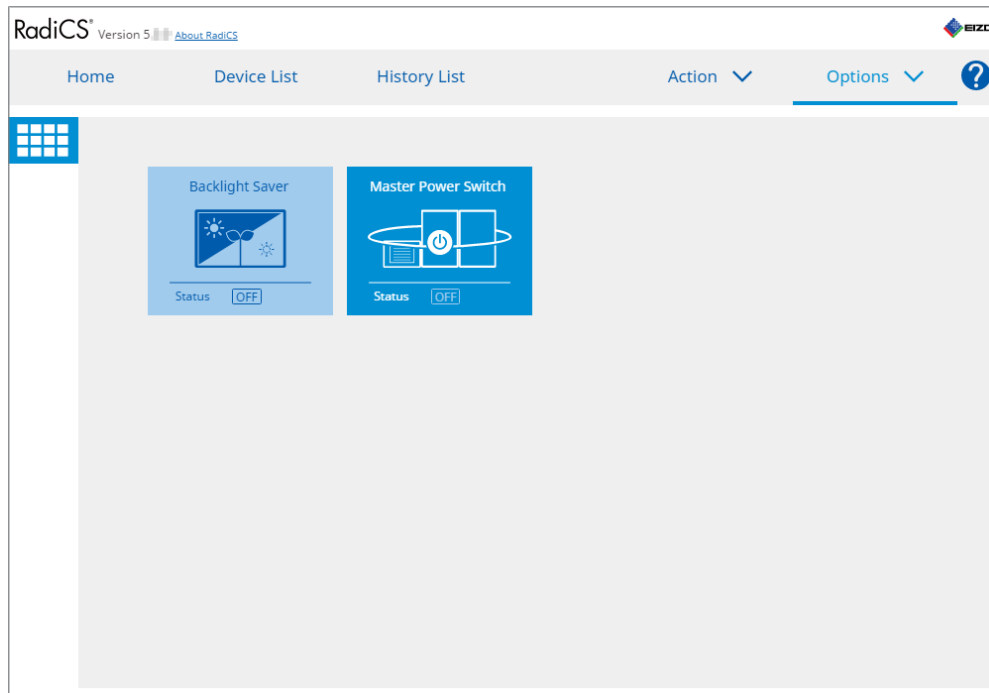 RadiCS® Version 5. About RadiCS
EIZO
Home Device List History List Action Options ?
Backlight Saver Master Power Switch
Status OFF Status OFF